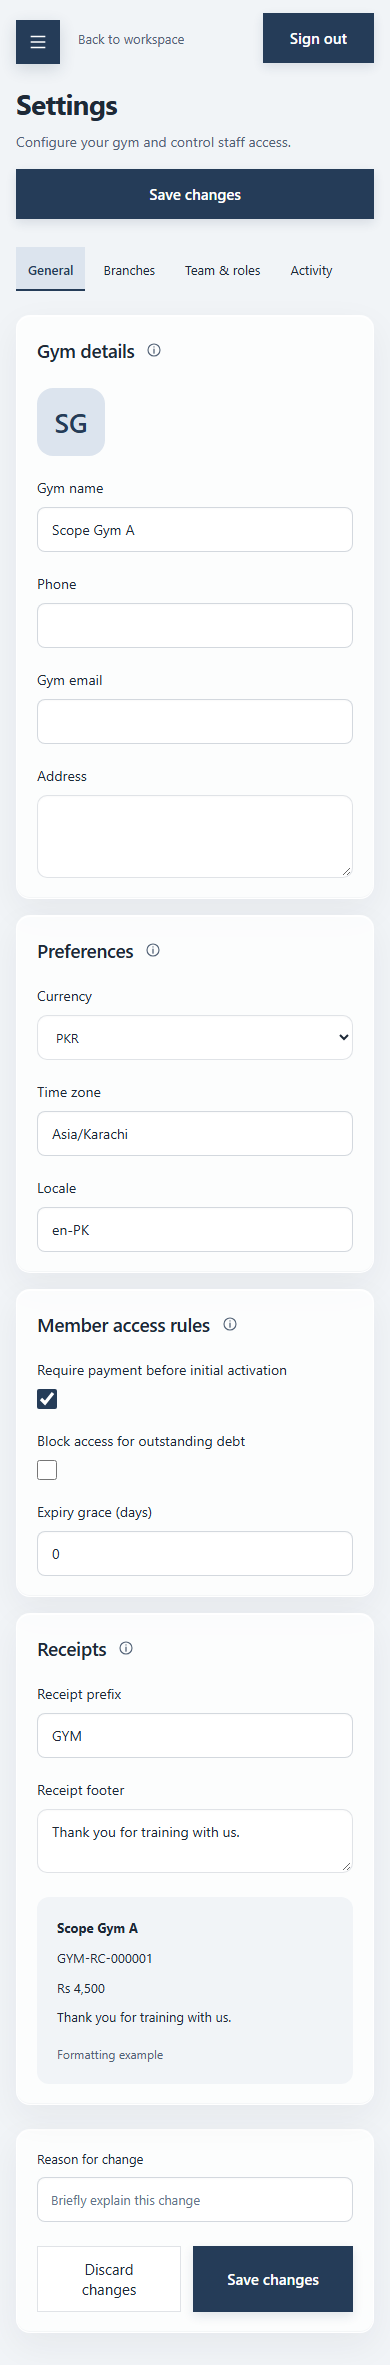 Back to workspace
Sign out
Settings
Configure your gym and control staff access.
Save changes
General
Branches
Team & roles
Activity
Gym details
SG
Gym name
Scope Gym A
Phone
Gym email
Address
Preferences
Currency
PKR
Time zone
Asia/Karachi
Locale
en-PK
Member access rules
Require payment before initial activation
Block access for outstanding debt
Expiry grace (days)
0
Receipts
Receipt prefix
GYM
Receipt footer
Thank you for training with us.
Scope Gym A
GYM-RC-000001
Rs 4,500
Thank you for training with us.
Formatting example
Reason for change
Briefly explain this change
Discard
changes
Save changes